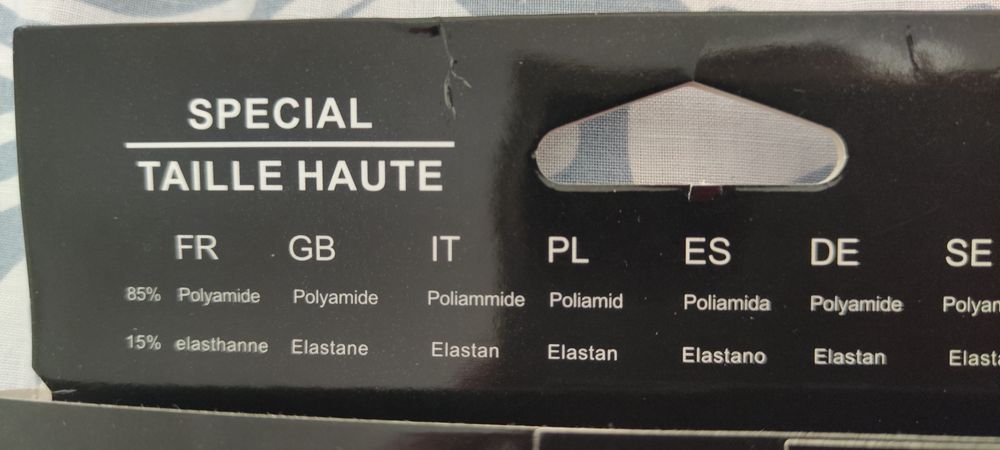 SPECIAL
TAILLE HAUTE
FR GB IT PL ES DE SE
85% Polyamide Polyamide Poliammide Poliamid Poliamida Polyamide
15% elasthanne Elastane Elastan Elastan Elastano Elastan